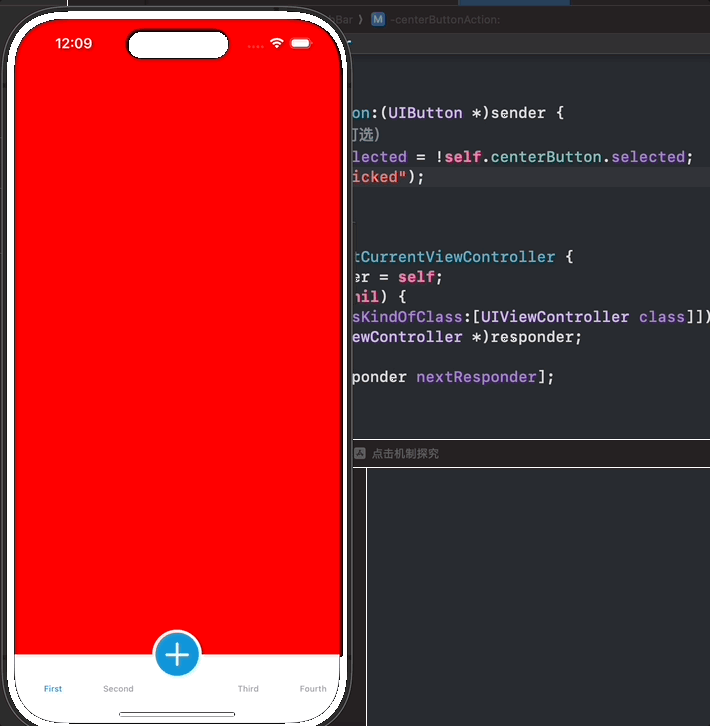 12:09
Bar 〉 M -centerButtonAction:
on:(UIButton *)sender {
可选)
lected = !self.centerButton.selected;
icked");
tCurrentViewController {
er = self;
nil) {
sKindOfClass:[UIViewController class]])
ewController *)responder;
ponder nextResponder];
点击机制探究
First
Second
Third
Fourth